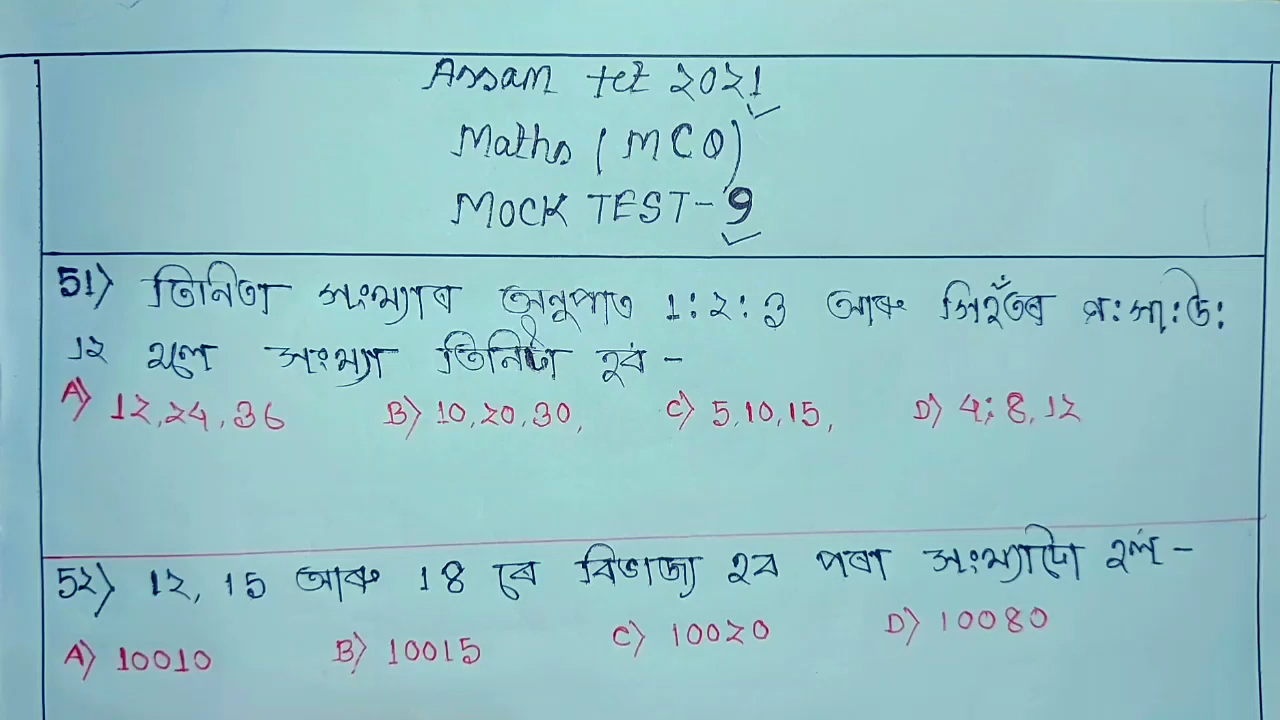 Assam tet 2021
Maths (MCQ)
MOCK TEST-9
51) তিনিটা সংখ্যাৰ অনুপাত 1:2:3 আৰু সিহঁতৰ গ:সা:উ:
12 হলে সংখ্যা তিনিটা হব -
A) 12,24,36 B) 10,20,30, C) 5,10,15, D) 4; 8,12
52) 12, 15 আৰু 18 ৰে বিভাজ্য হব পৰা সংখ্যাটো হল -
A) 10010 B) 10015 C) 10020 D) 10080